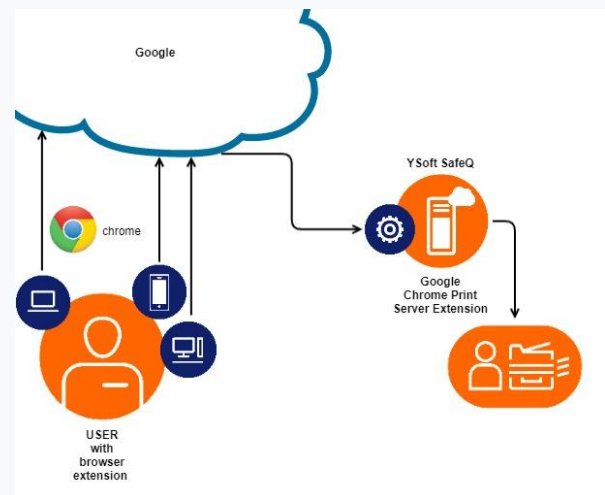 Google
YSoft SafeQ
chrome
Google
Chrome Print
Server Extension
USER
with
browser
extension